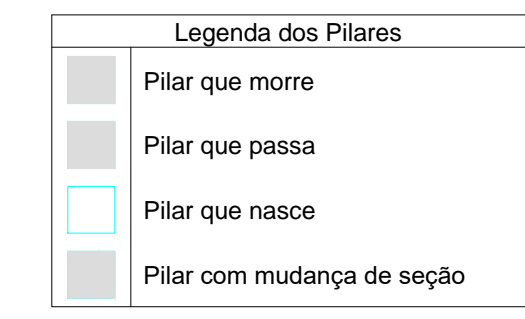 Legenda dos Pilares
Pilar que morre
Pilar que passa
Pilar que nasce
Pilar com mudança de seção